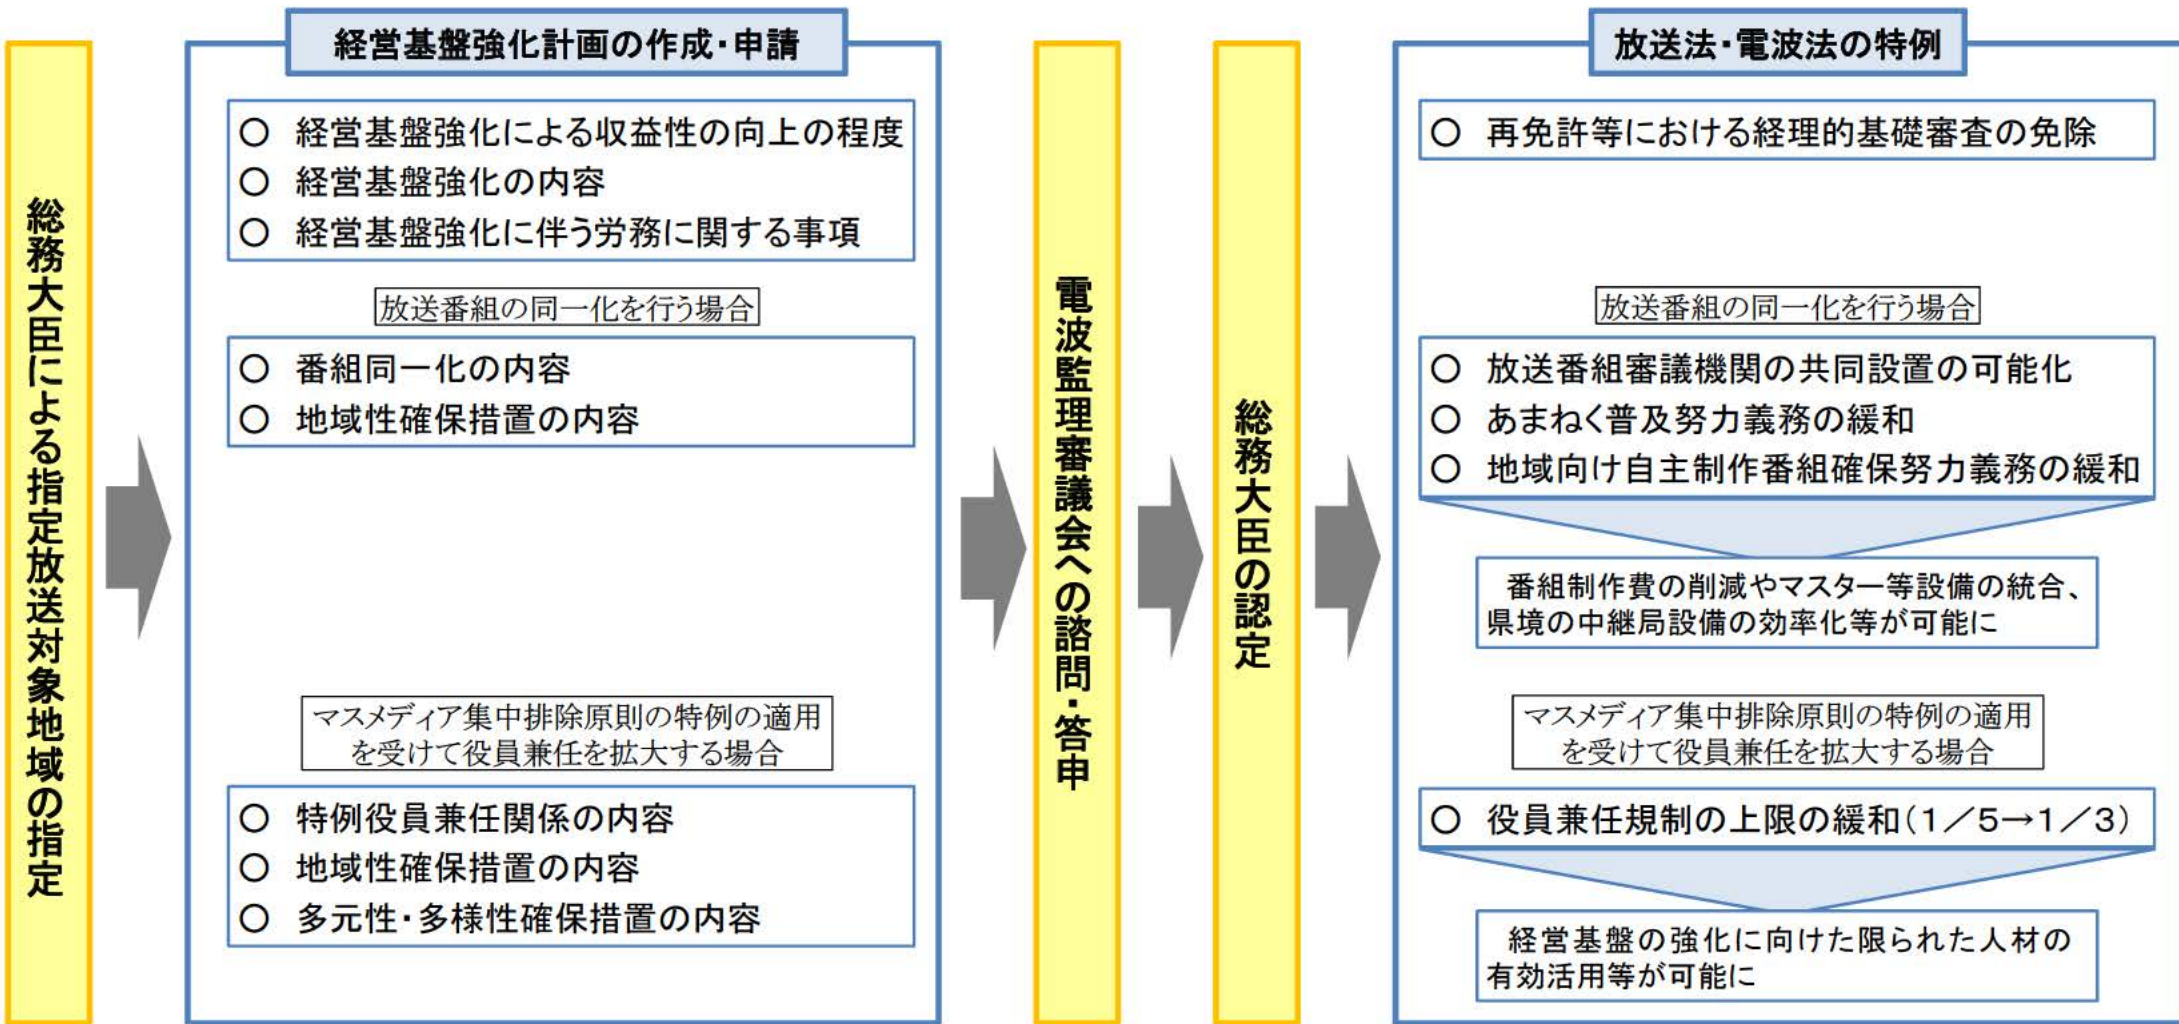 総務大臣による指定放送対象地域の指定
経営基盤強化計画の作成・申請
○ 経営基盤強化による収益性の向上の程度
○ 経営基盤強化の内容
○ 経営基盤強化に伴う労務に関する事項
放送番組の同一化を行う場合
○ 番組同一化の内容
○ 地域性確保措置の内容
マスメディア集中排除原則の特例の適用
を受けて役員兼任を拡大する場合
○ 特例役員兼任関係の内容
○ 地域性確保措置の内容
○ 多元性・多様性確保措置の内容
電波監理審議会への諮問・答申
総務大臣の認定
放送法・電波法の特例
○ 再免許等における経理的基礎審査の免除
放送番組の同一化を行う場合
○ 放送番組審議機関の共同設置の可能化
○ あまねく普及努力義務の緩和
○ 地域向け自主制作番組確保努力義務の緩和
番組制作費の削減やマスター等設備の統合、
県境の中継局設備の効率化等が可能に
マスメディア集中排除原則の特例の適用
を受けて役員兼任を拡大する場合
○ 役員兼任規制の上限の緩和(1/5→1/3)
経営基盤の強化に向けた限られた人材の
有効活用等が可能に